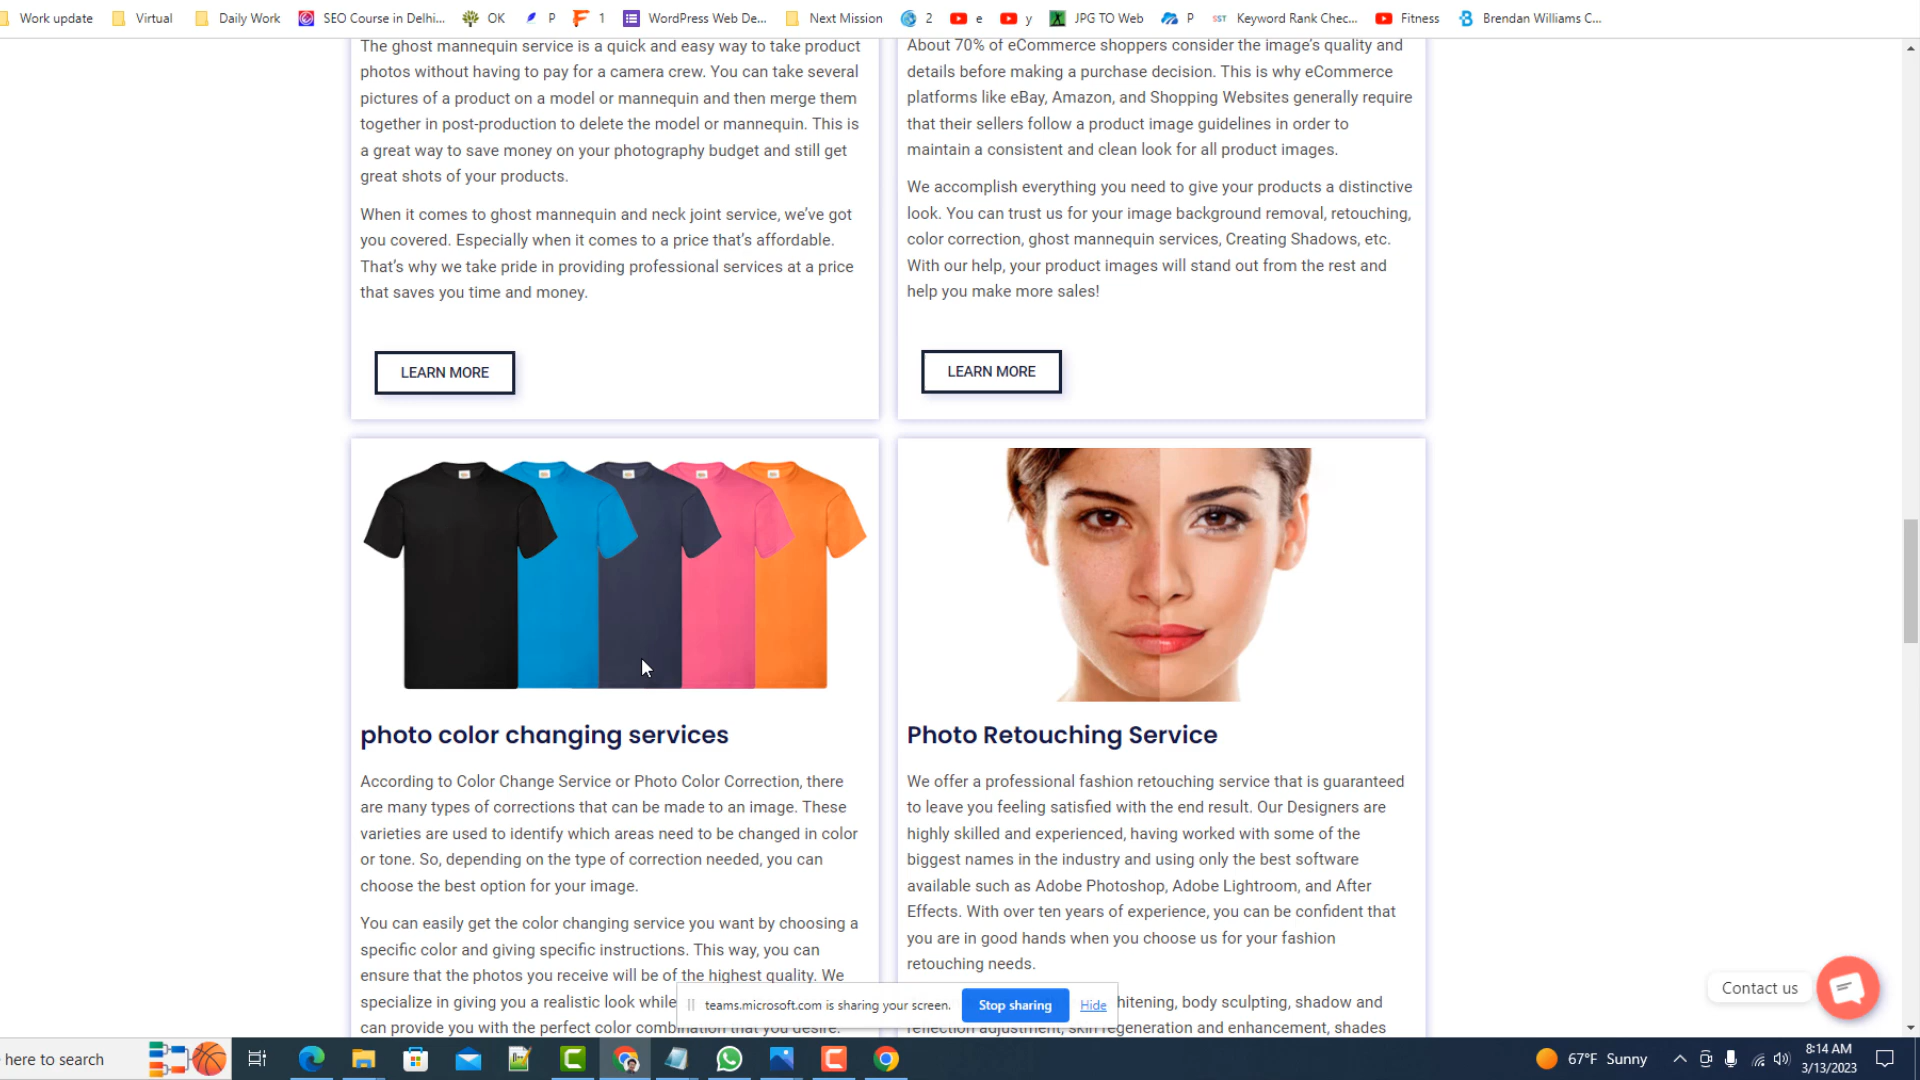 Work update
Virtual
Daily Work
SEO Course in Delhi...
OK
P
1
WordPress Web De...
Next Mission
2
e
y
JPG TO Web
P
SST
Keyword Rank Chec...
Fitness
Brendan Williams C...
The ghost mannequin service is a quick and easy way to take product
photos without having to pay for a camera crew. You can take several
pictures of a product on a model or mannequin and then merge them
together in post-production to delete the model or mannequin. This is
a great way to save money on your photography budget and still get
great shots of your products.
When it comes to ghost mannequin and neck joint service, we’ve got
you covered. Especially when it comes to a price that’s affordable.
That’s why we take pride in providing professional services at a price
that saves you time and money.
LEARN MORE
About 70% of eCommerce shoppers consider the image’s quality and
details before making a purchase decision. This is why eCommerce
platforms like eBay, Amazon, and Shopping Websites generally require
that their sellers follow a product image guidelines in order to
maintain a consistent and clean look for all product images.
We accomplish everything you need to give your products a distinctive
look. You can trust us for your image background removal, retouching,
color correction, ghost mannequin services, Creating Shadows, etc.
With our help, your product images will stand out from the rest and
help you make more sales!
LEARN MORE
photo color changing services
According to Color Change Service or Photo Color Correction, there
are many types of corrections that can be made to an image. These
varieties are used to identify which areas need to be changed in color
or tone. So, depending on the type of correction needed, you can
choose the best option for your image.
You can easily get the color changing service you want by choosing a
specific color and giving specific instructions. This way, you can
ensure that the photos you receive will be of the highest quality. We
specialize in giving you a realistic look while
can provide you with the perfect color combination that you desire.
Photo Retouching Service
We offer a professional fashion retouching service that is guaranteed
to leave you feeling satisfied with the end result. Our Designers are
highly skilled and experienced, having worked with some of the
biggest names in the industry and using only the best software
available such as Adobe Photoshop, Adobe Lightroom, and After
Effects. With over ten years of experience, you can be confident that
you are in good hands when you choose us for your fashion
retouching needs.
body sculpting, shadow and
reflection adjustment, skin regeneration and enhancement, shades
teams.microsoft.com is sharing your screen.
Stop sharing
Hide
Contact us
here to search
67°F Sunny
8:14 AM
3/13/2023